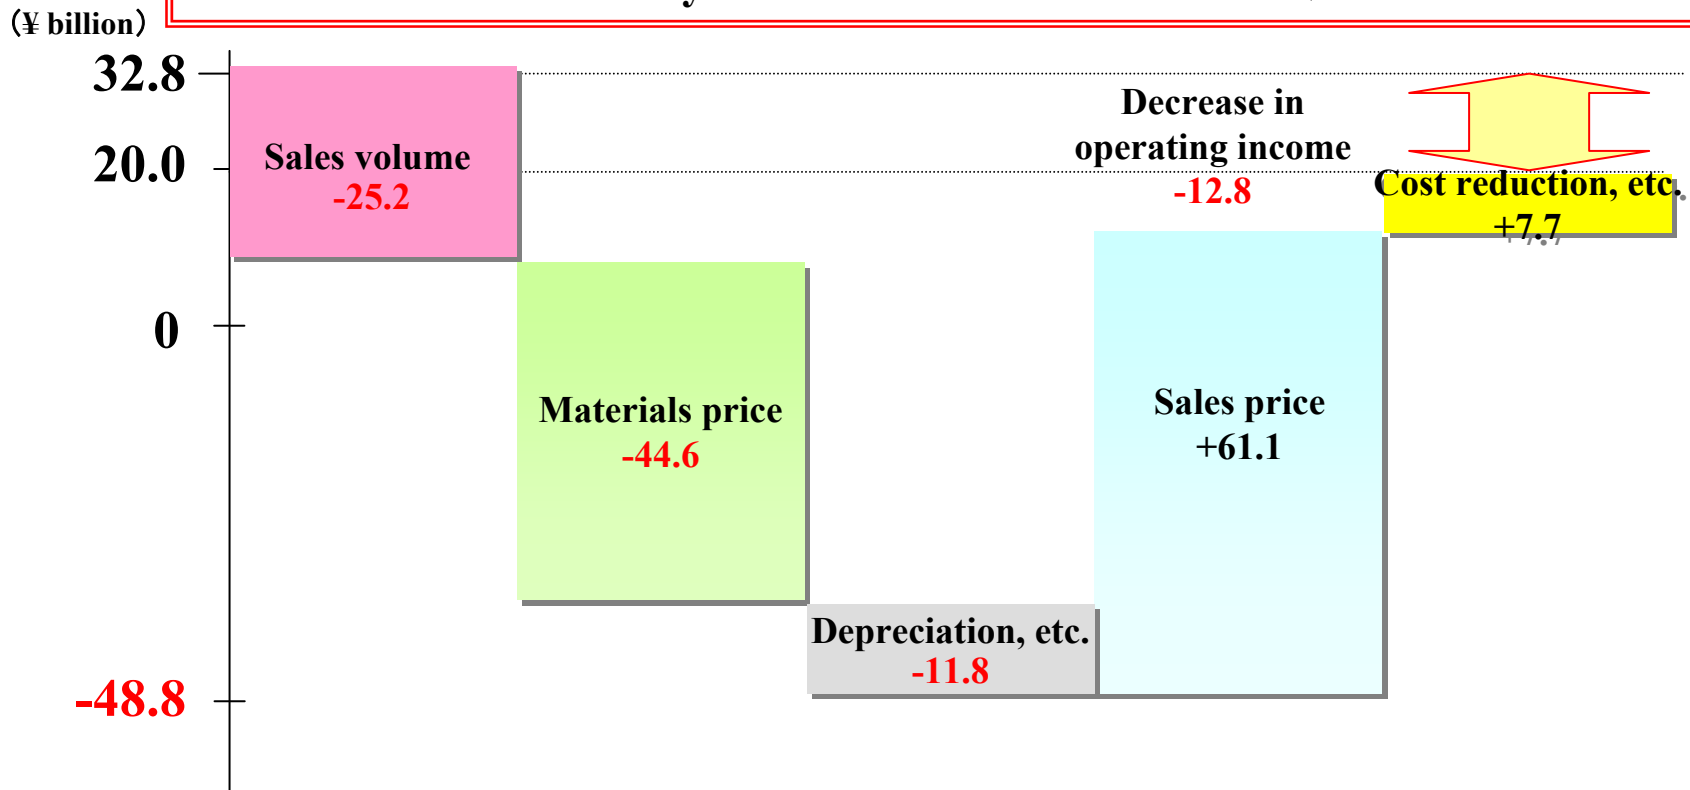 (¥ billion)
32.8
20.0
0
-48.8
Sales volume
-25.2
Materials price
-44.6
Depreciation, etc.
-11.8
Decrease in
operating income
-12.8
Sales price
+61.1
Cost reduction, etc.
+7.7